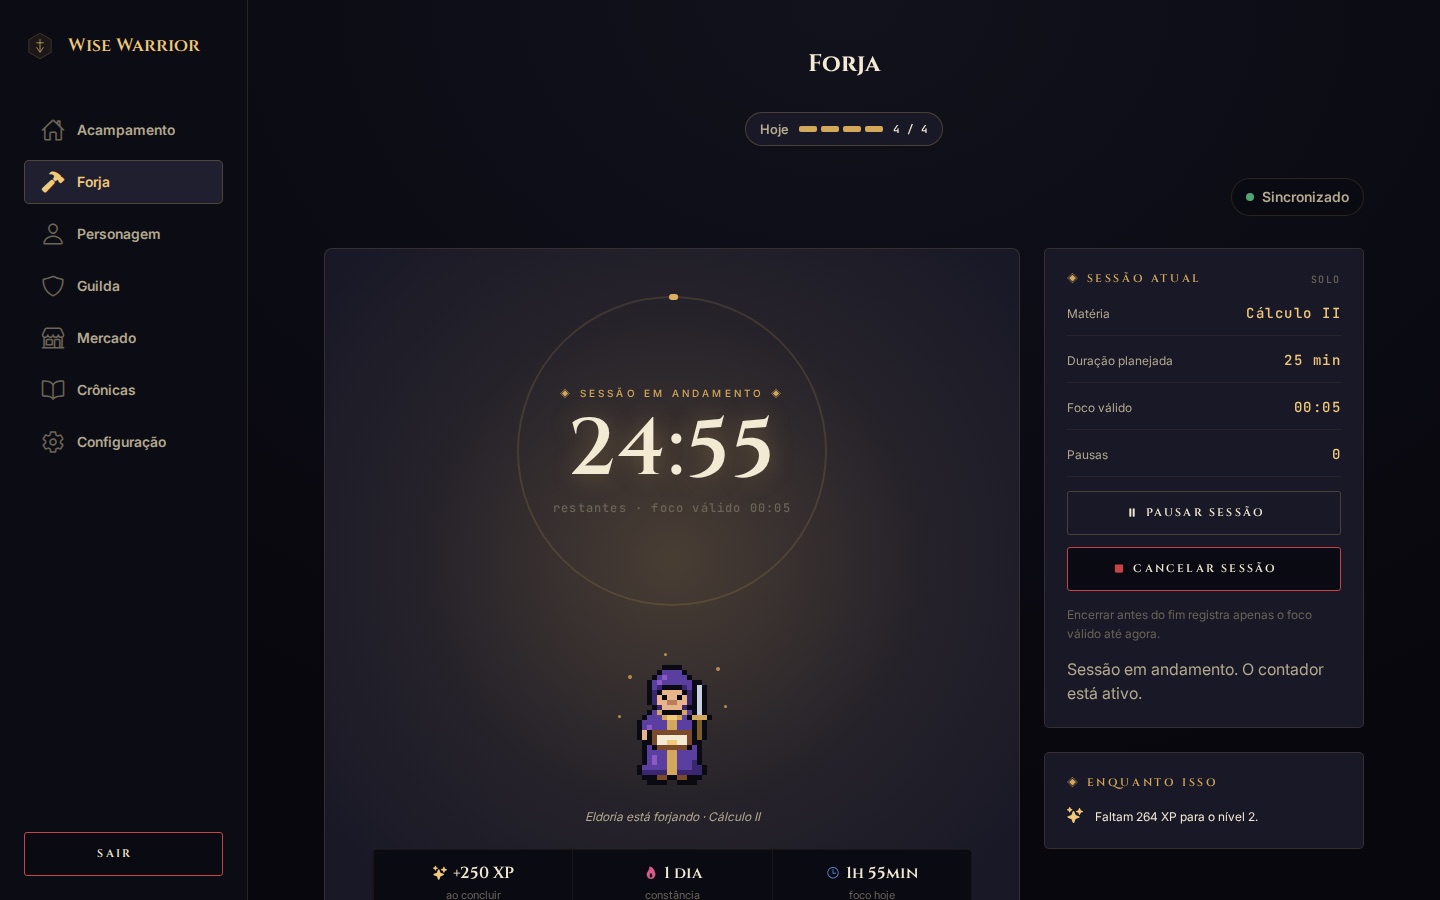 Wise Warrior
Acampamento
Forja
Personagem
Guilda
Mercado
Crônicas
Configuração
SAIR
Forja
Hoje 4 / 4
Sincronizado
SESSÃO EM ANDAMENTO
24:55
restantes · foco válido 00:05
Eldoria está forjando · Cálculo II
+250 XP
ao concluir
1 DIA
constância
1H 55MIN
foco hoje
SESSÃO ATUAL SOLO
Matéria Cálculo II
Duração planejada 25 min
Foco válido 00:05
Pausas 0
PAUSAR SESSÃO
CANCELAR SESSÃO
Encerrar antes do fim registra apenas o foco
válido até agora.
Sessão em andamento. O contador
está ativo.
ENQUANTO ISSO
Faltam 264 XP para o nível 2.